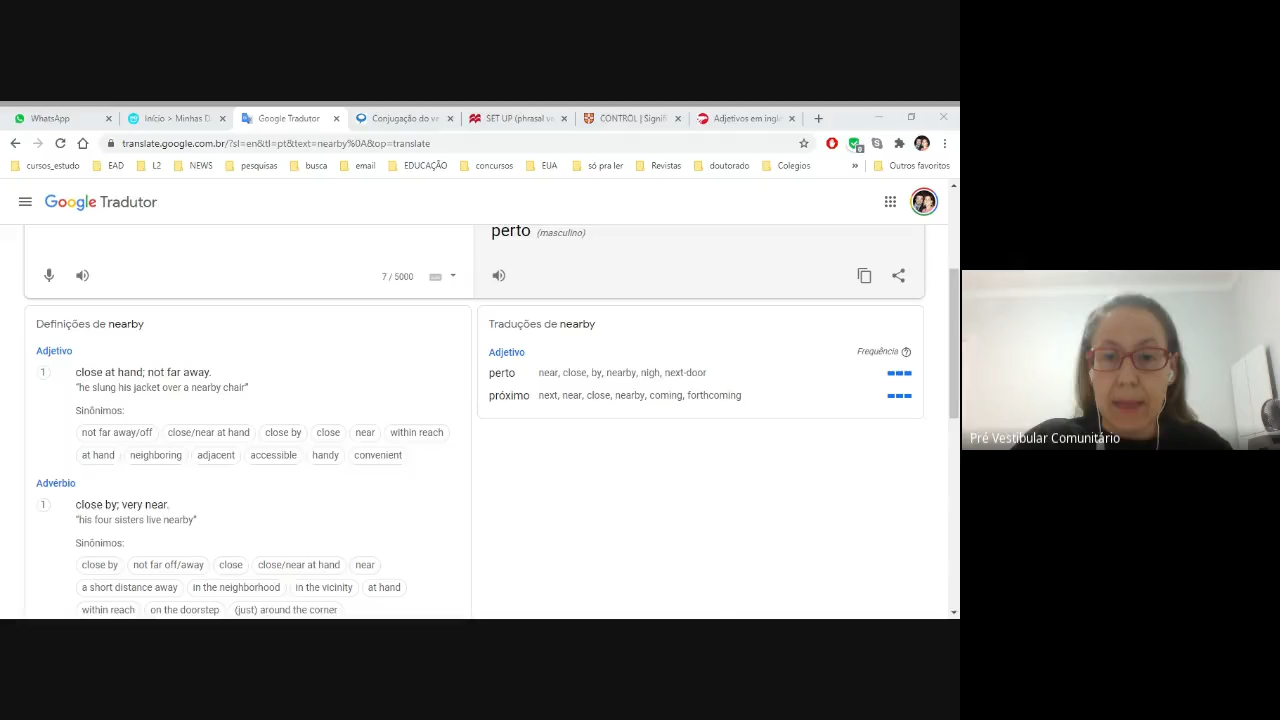 WhatsApp
Início > Minhas D
Google Tradutor
Conjugação do ve
SET UP (phrasal ve
CONTROL | Signifi
Adjetivos em ingle
translate.google.com.br/?sl=en&tl=pt&text=nearby%0A&op=translate
cursos_estudo
EAD
L2
NEWS
pesquisas
busca
email
EDUCAÇÃO
concursos
EUA
só pra ler
Revistas
doutorado
Colegios
»
Outros favoritos
Google Tradutor
perto (masculino)
7 / 5000
Definições de nearby
Adjetivo
1 close at hand; not far away.
"he slung his jacket over a nearby chair"
Sinônimos:
not far away/off close/near at hand close by close near within reach
at hand neighboring adjacent accessible handy convenient
Advérbio
1 close by; very near.
"his four sisters live nearby"
Sinônimos:
close by not far off/away close close/near at hand near
a short distance away in the neighborhood in the vicinity at hand
within reach on the doorstep (just) around the corner
Traduções de nearby
Adjetivo Frequência
perto near, close, by, nearby, nigh, next-door
próximo next, near, close, nearby, coming, forthcoming
Pré Vestibular Comunitário